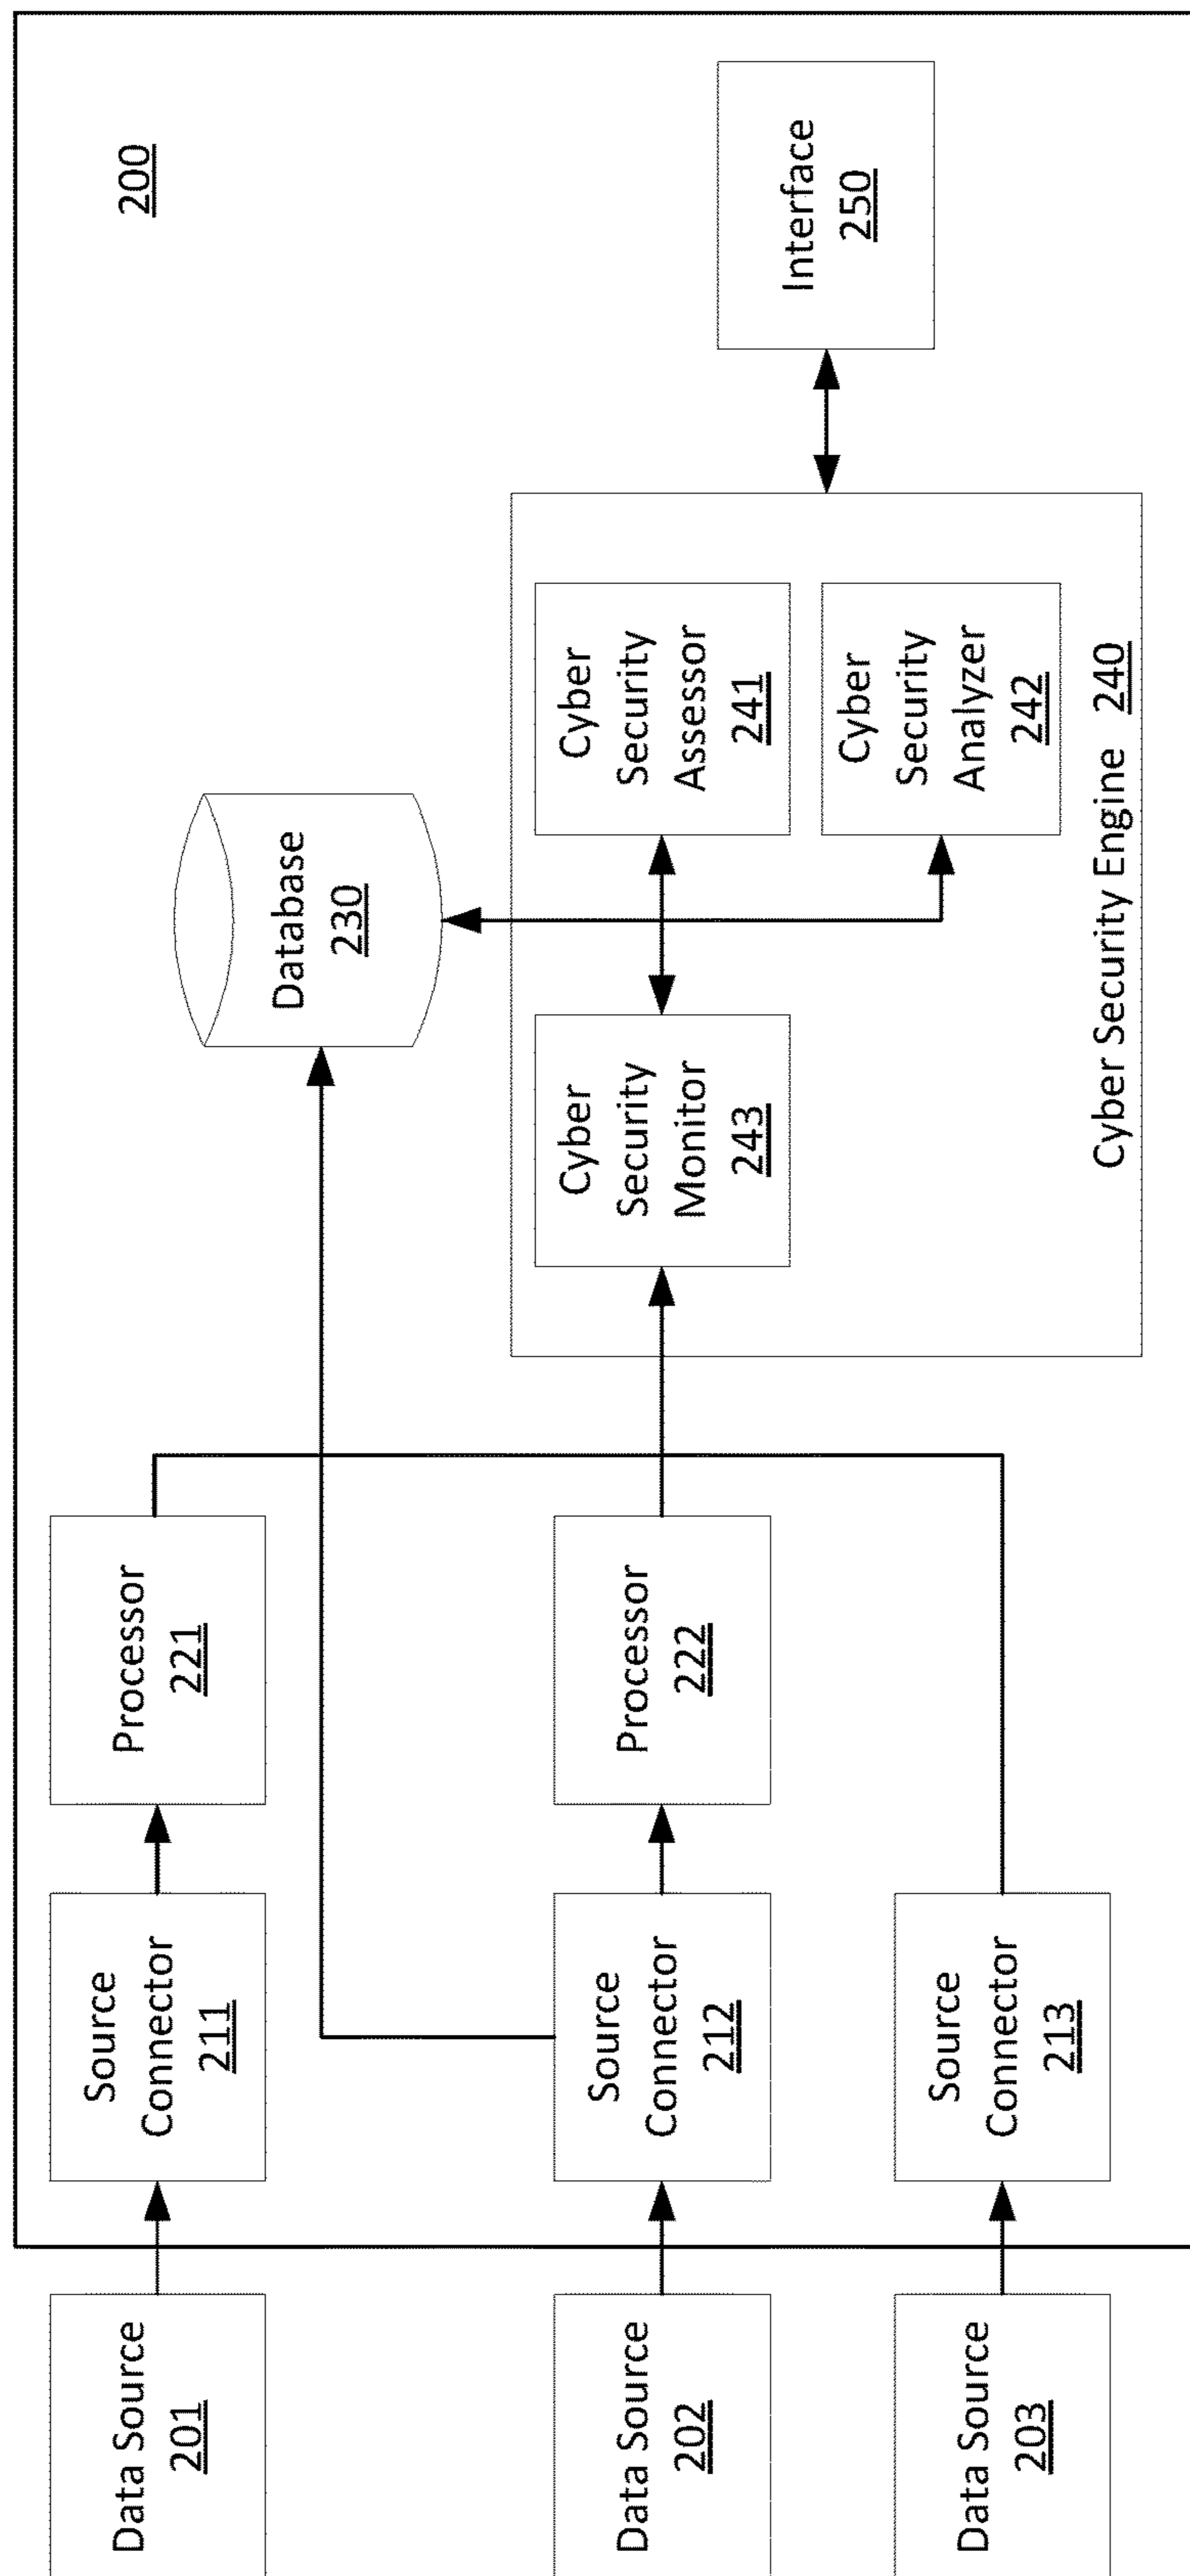 200
Data Source
201
Source
Connector
211
Processor
221
Database
230
Data Source
202
Source
Connector
212
Processor
222
Cyber
Security
Monitor
243
Cyber
Security
Assessor
241
Interface
250
Data Source
203
Source
Connector
213
Cyber
Security
Analyzer
242
Cyber Security Engine 240